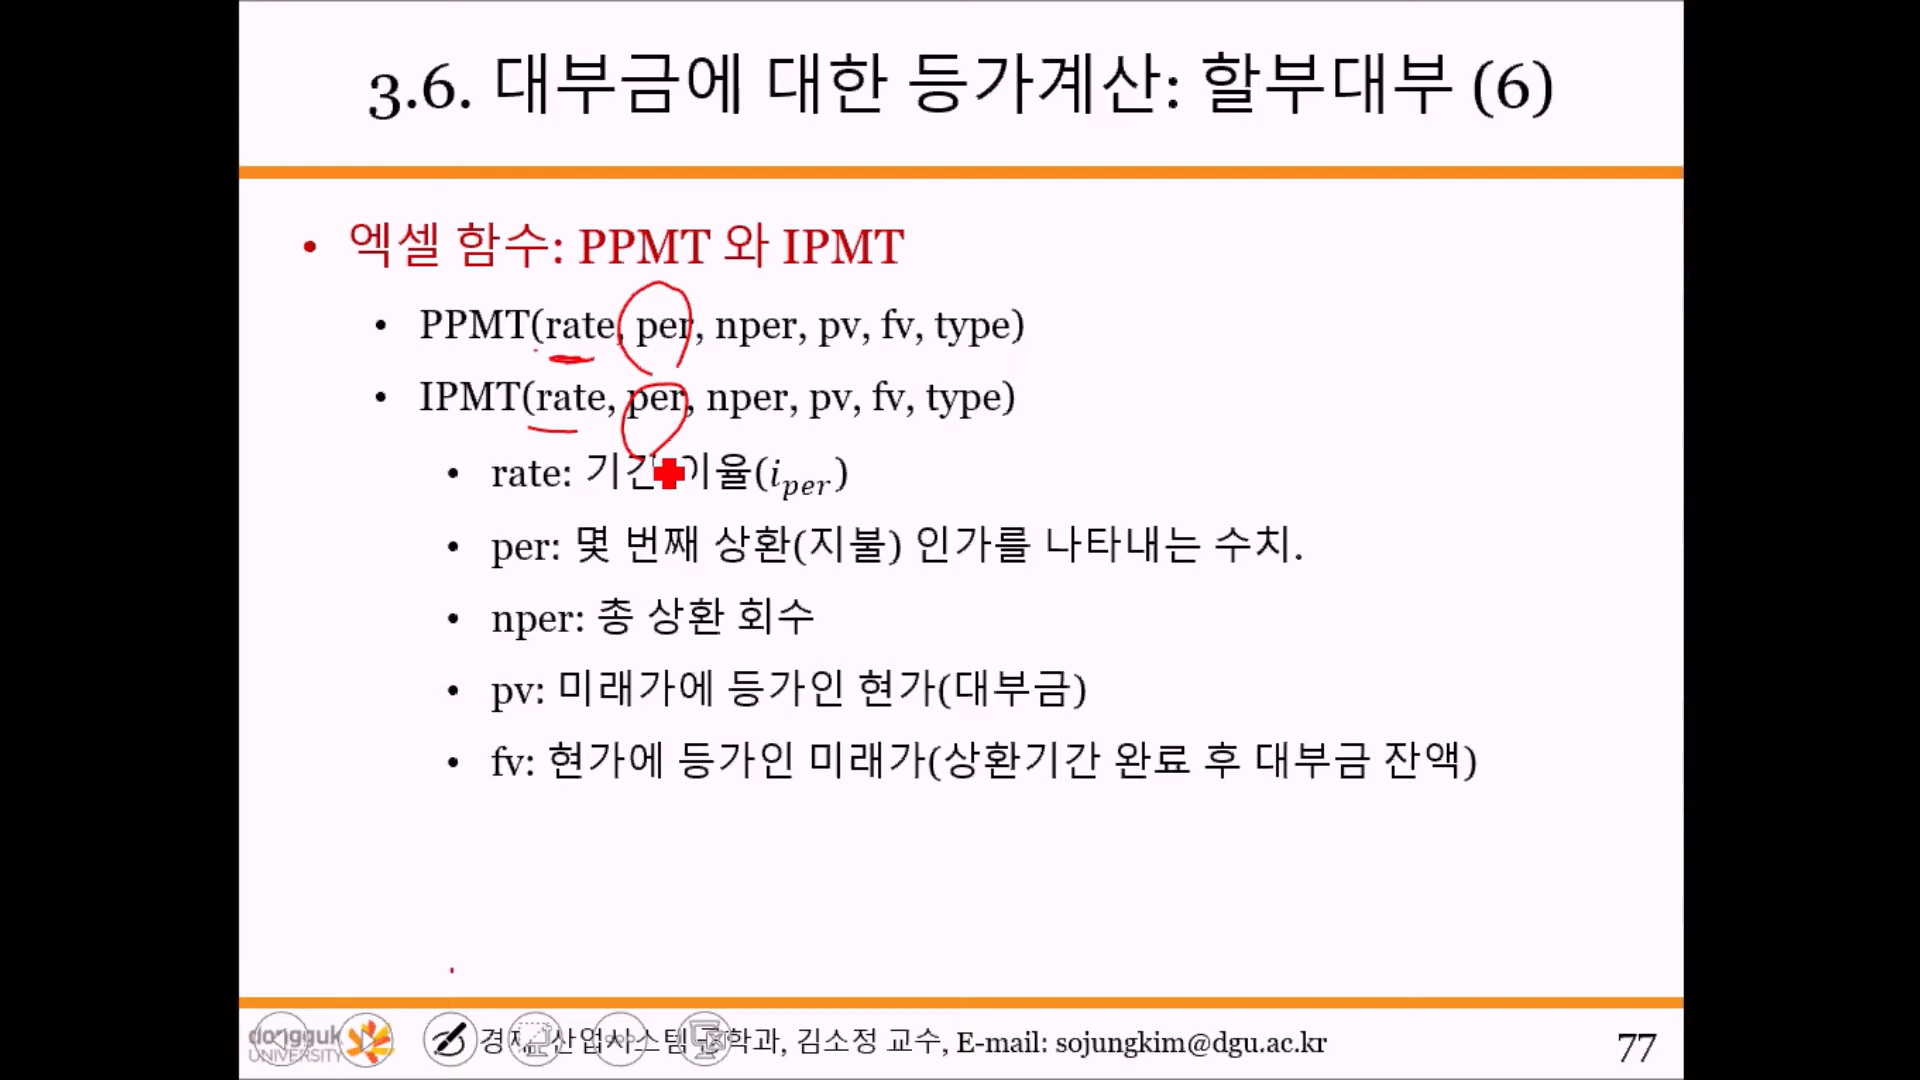 3.6. 대부금에 대한 등가계산: 할부대부 (6)
• 엑셀 함수: PPMT 와 IPMT
• PPMT(rate, per, nper, pv, fv, type)
• IPMT(rate, per, nper, pv, fv, type)
• rate: 기간이율(i_per)
• per: 몇 번째 상환(지불) 인가를 나타내는 수치.
• nper: 총 상환 회수
• pv: 미래가에 등가인 현가(대부금)
• fv: 현가에 등가인 미래가(상환기간 완료 후 대부금 잔액)
dongguk UNIVERSITY
산업시스템공학과, 김소정 교수, E-mail: sojungkim@dgu.ac.kr
77